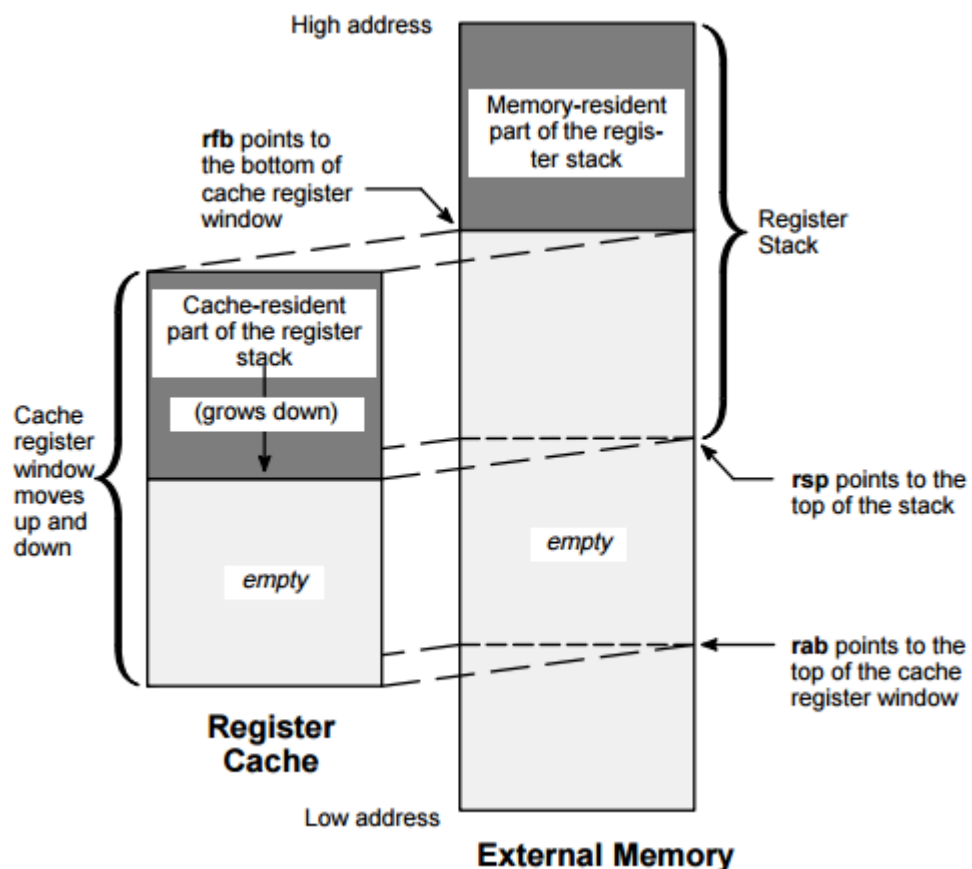 High address
Memory-resident
part of the regis-
ter stack
rfb points to
the bottom of
cache register
window
Register
Stack
Cache-resident
part of the register
stack
(grows down)
Cache
register
window
moves
up and
down
rsp points to the
top of the stack
empty
empty
rab points to the
top of the cache
register window
Register
Cache
Low address
External Memory